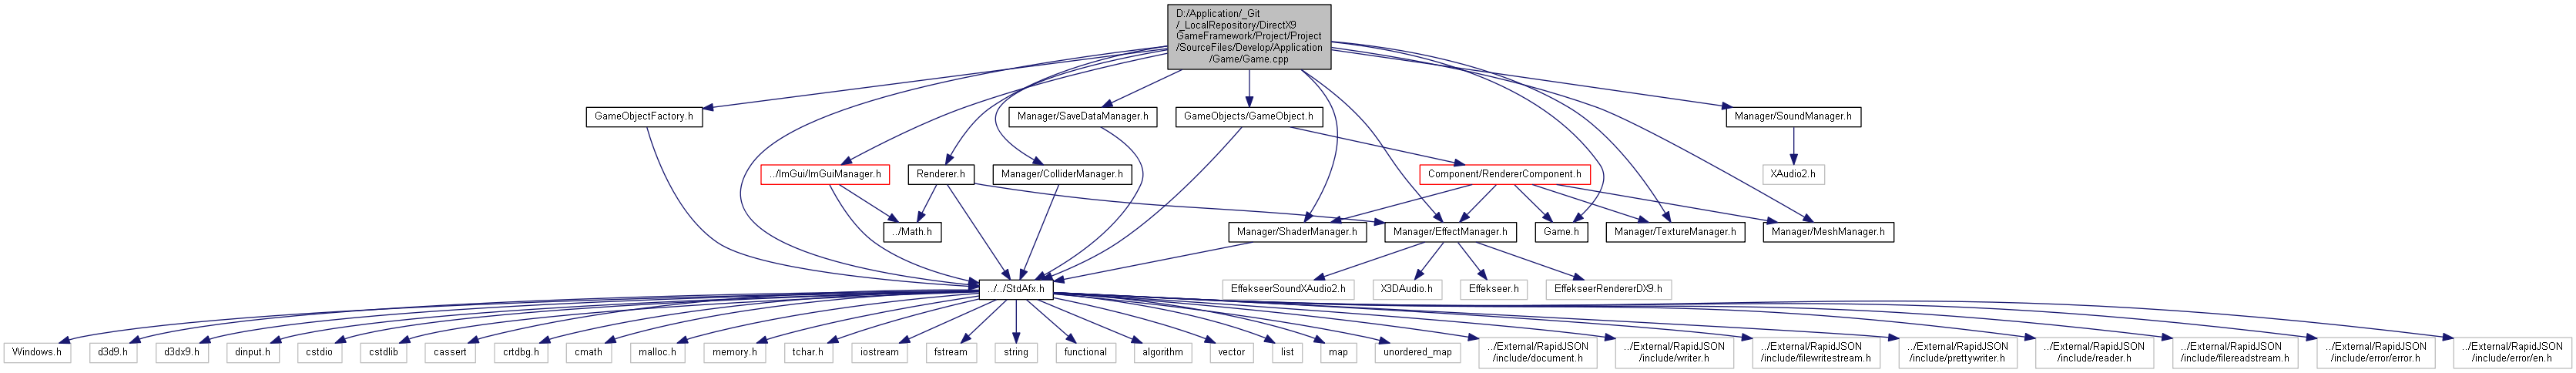 D:/Application/_Git
/_LocalRepository/DirectX9
GameFramework/Project/Project
/SourceFiles/Develop/Application
/Game/Game.cpp
GameObjectFactory.h
Manager/SaveDataManager.h
GameObjects/GameObject.h
Manager/SoundManager.h
../ImGui/ImGuiManager.h
Renderer.h
Manager/ColliderManager.h
Component/RendererComponent.h
XAudio2.h
../Math.h
Manager/ShaderManager.h
Manager/EffectManager.h
Game.h
Manager/TextureManager.h
Manager/MeshManager.h
../../StdAfx.h
EffekseerSoundXAudio2.h
X3DAudio.h
Effekseer.h
EffekseerRendererDX9.h
Windows.h
d3d9.h
d3dx9.h
dinput.h
cstdio
cstdlib
cassert
crtdbg.h
cmath
malloc.h
memory.h
tchar.h
iostream
fstream
string
functional
algorithm
vector
list
map
unordered_map
../External/RapidJSON
/include/document.h
../External/RapidJSON
/include/writer.h
../External/RapidJSON
/include/filewritestream.h
../External/RapidJSON
/include/prettywriter.h
../External/RapidJSON
/include/reader.h
../External/RapidJSON
/include/filereadstream.h
../External/RapidJSON
/include/error/error.h
../External/RapidJSON
/include/error/en.h